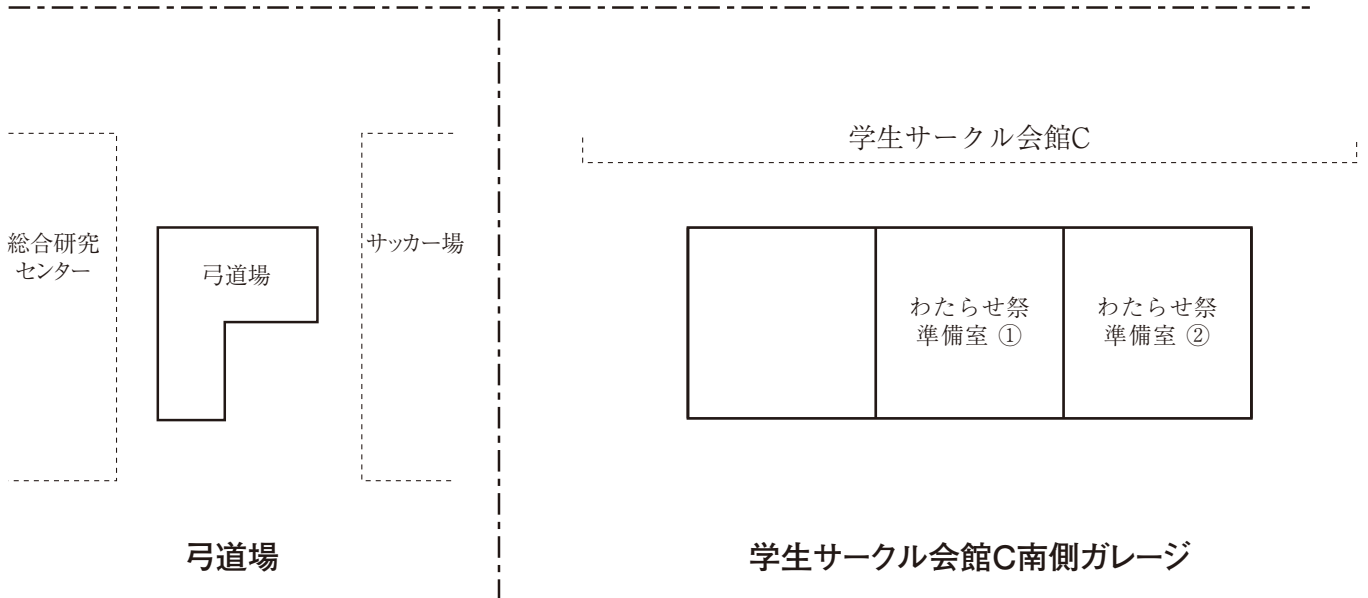 総合研究
センター
弓道場
サッカー場
弓道場
学生サークル会館C
わたらせ祭
準備室 ①
わたらせ祭
準備室 ②
学生サークル会館C南側ガレージ